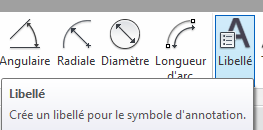 Angulaire Radiale Diamètre Longueur d'arc Libellé
Libellé
Crée un libellé pour le symbole d'annotation.